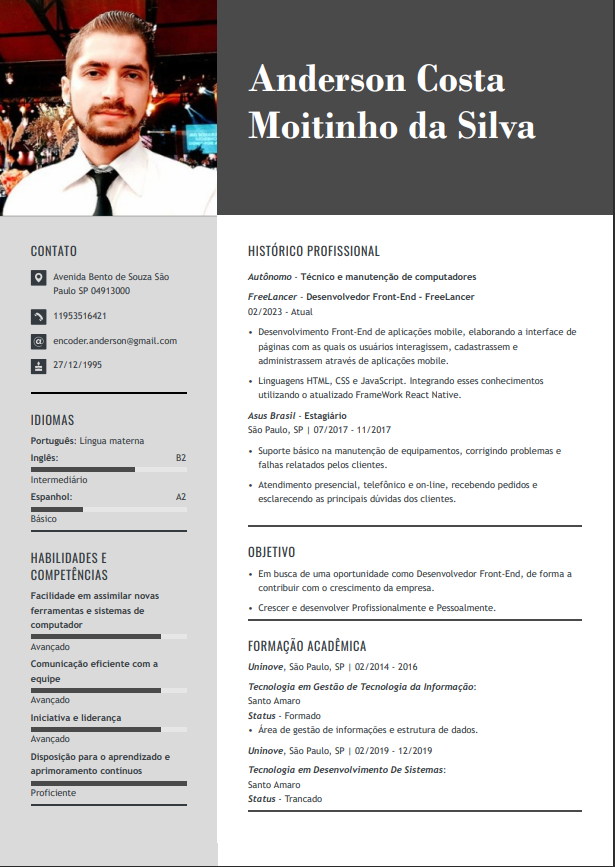 Anderson Costa
Moitinho da Silva
CONTATO
Avenida Bento de Souza São
Paulo SP 04913000
11953516421
encoder.anderson@gmail.com
27/12/1995
IDIOMAS
Português: Língua materna
Inglês: B2
Intermediário
Espanhol: A2
Básico
HABILIDADES E
COMPETÊNCIAS
Facilidade em assimilar novas
ferramentas e sistemas de
computador
Avançado
Comunicação eficiente com a
equipe
Avançado
Iniciativa e liderança
Avançado
Disposição para o aprendizado e
aprimoramento continuos
Proficiente
HISTÓRICO PROFISSIONAL
Autônomo - Técnico e manutenção de computadores
FreeLancer - Desenvolvedor Front-End - FreeLancer
02/2023 - Atual
• Desenvolvimento Front-End de aplicações mobile, elaborando a interface de
páginas com as quais os usuários interagissem, cadastrassem e
administrassem através de aplicações mobile.
• Linguagens HTML, CSS e JavaScript. Integrando esses conhecimentos
utilizando o atualizado FrameWork React Native.
Asus Brasil - Estagiário
São Paulo, SP | 07/2017 - 11/2017
• Suporte básico na manutenção de equipamentos, corrigindo problemas e
falhas relatados pelos clientes.
• Atendimento presencial, telefônico e on-line, recebendo pedidos e
esclarecendo as principais dúvidas dos clientes.
OBJETIVO
• Em busca de uma oportunidade como Desenvolvedor Front-End, de forma a
contribuir com o crescimento da empresa.
• Crescer e desenvolver Profissionalmente e Pessoalmente.
FORMAÇÃO ACADÊMICA
Uninove, São Paulo, SP | 02/2014 - 2016
Tecnologia em Gestão de Tecnologia da Informação:
Santo Amaro
Status - Formado
• Área de gestão de informações e estrutura de dados.
Uninove, São Paulo, SP | 02/2019 - 12/2019
Tecnologia em Desenvolvimento De Sistemas:
Santo Amaro
Status - Trancado